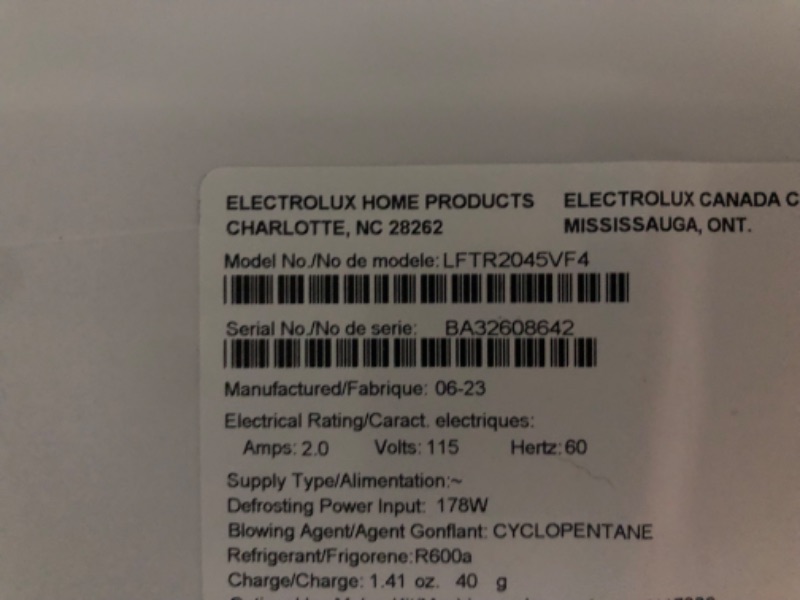 ELECTROLUX HOME PRODUCTS ELECTROLUX CANADA C
CHARLOTTE, NC 28262 MISSISSAUGA, ONT.
Model No./No de modele: LFTR2045VF4
Serial No./No de serie: BA32608642
Manufactured/Fabrique: 06-23
Electrical Rating/Caract. electriques:
Amps: 2.0 Volts: 115 Hertz: 60
Supply Type/Alimentation:~
Defrosting Power Input: 178W
Blowing Agent/Agent Gonflant: CYCLOPENTANE
Refrigerant/Frigorene:R600a
Charge/Charge: 1.41 oz. 40 g